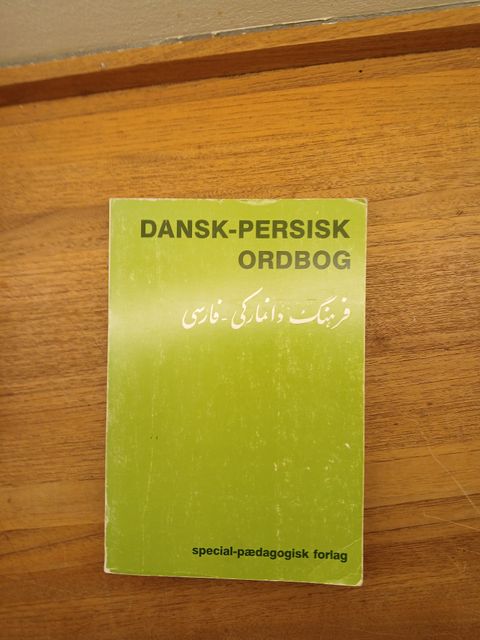 DANSK-PERSISK
ORDBOG
فرهنگ دانمارکی - فارسی
special-pædagogisk forlag